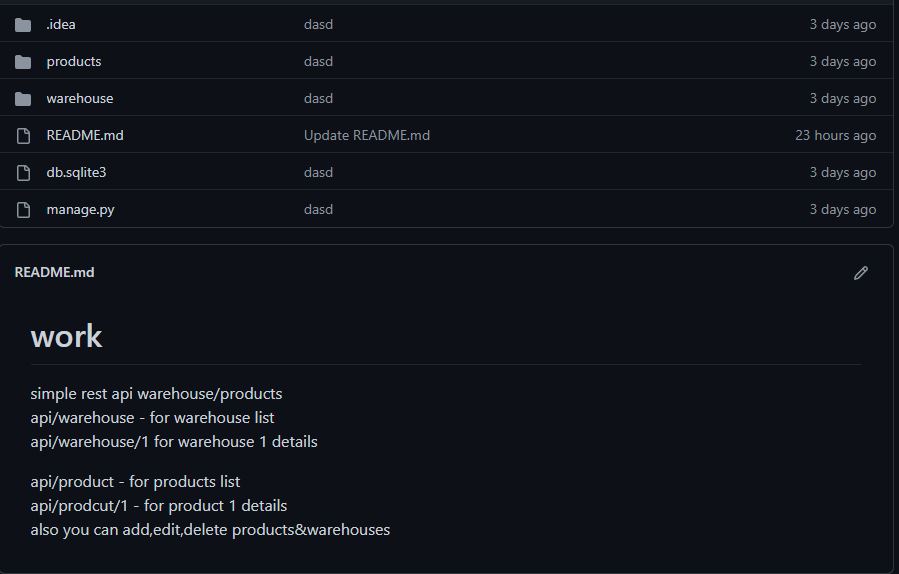 .idea dasd 3 days ago
products dasd 3 days ago
warehouse dasd 3 days ago
README.md Update README.md 23 hours ago
db.sqlite3 dasd 3 days ago
manage.py dasd 3 days ago
README.md
work
simple rest api warehouse/products
api/warehouse - for warehouse list
api/warehouse/1 for warehouse 1 details
api/product - for products list
api/prodcut/1 - for product 1 details
also you can add,edit,delete products&warehouses